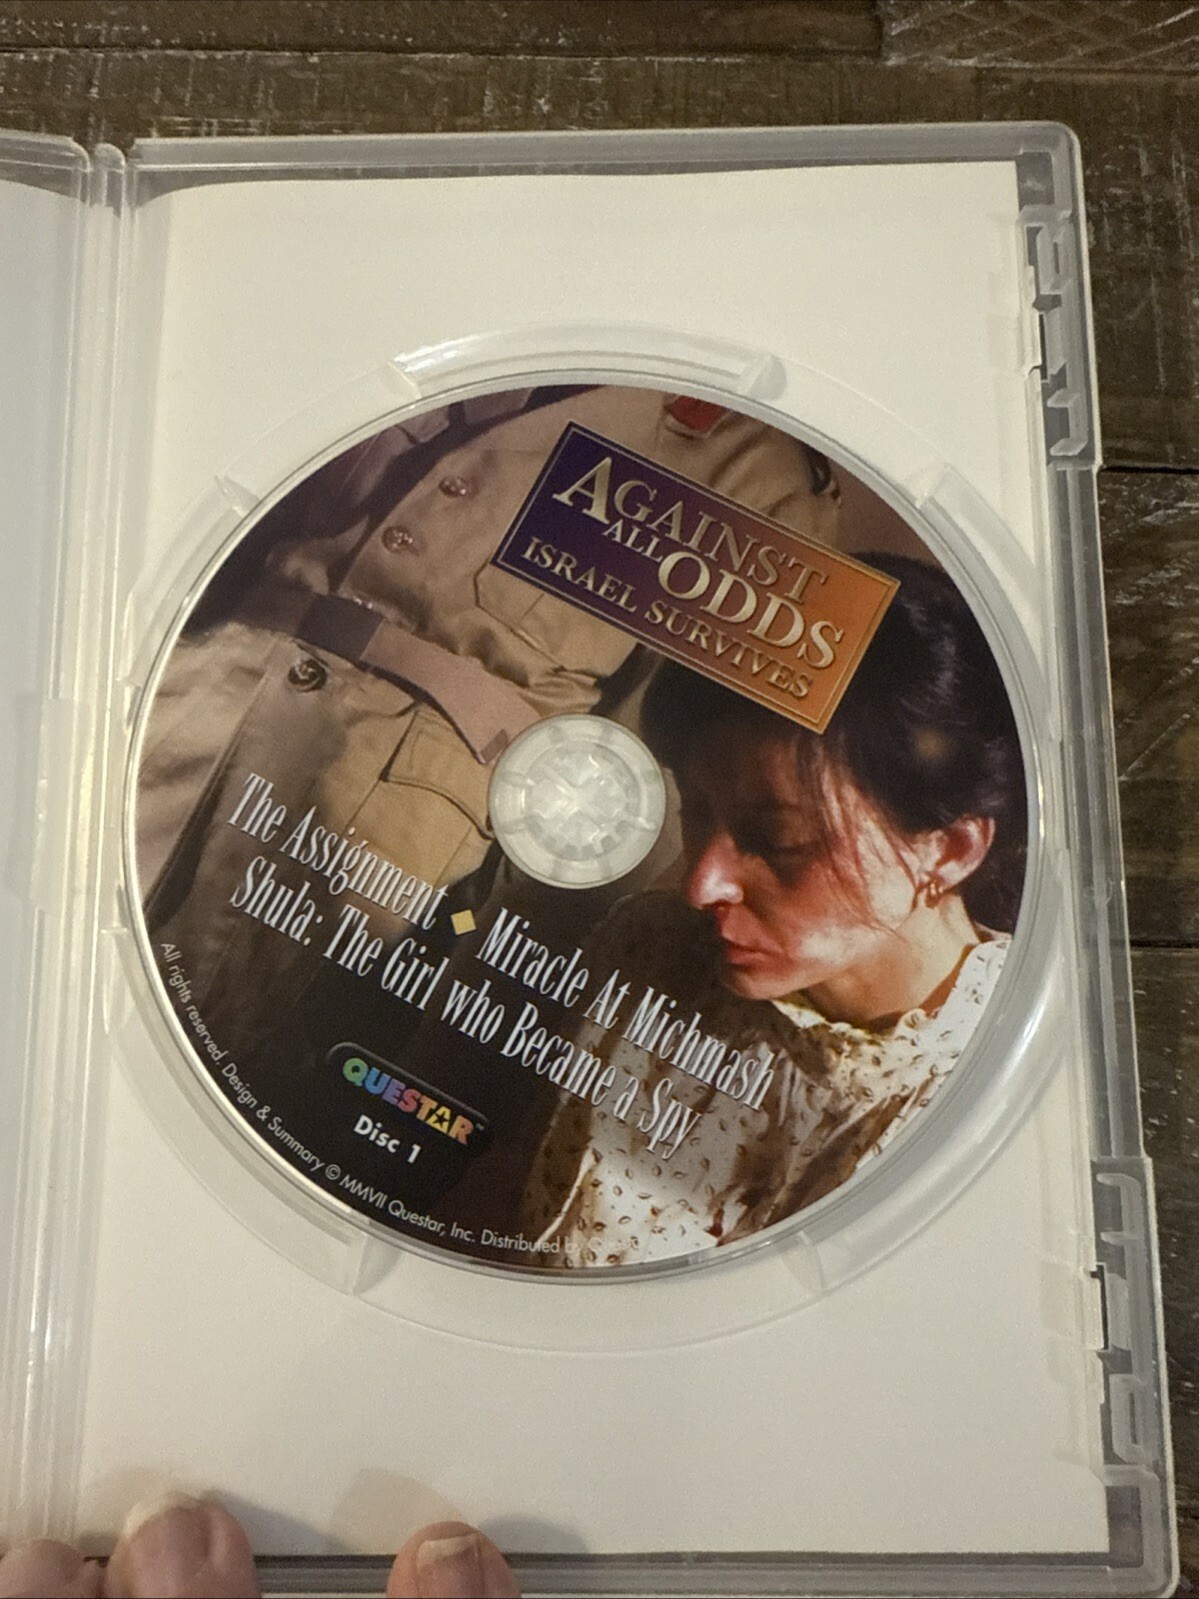 AGAINST
ALL ODDS
ISRAEL SURVIVES
The Assignment ◆ Miracle At Michmash
Shula: The Girl who Became a Spy
QUESTAR™
Disc 1
All rights reserved. Design & Summary © MMVII Questar, Inc. Distributed by